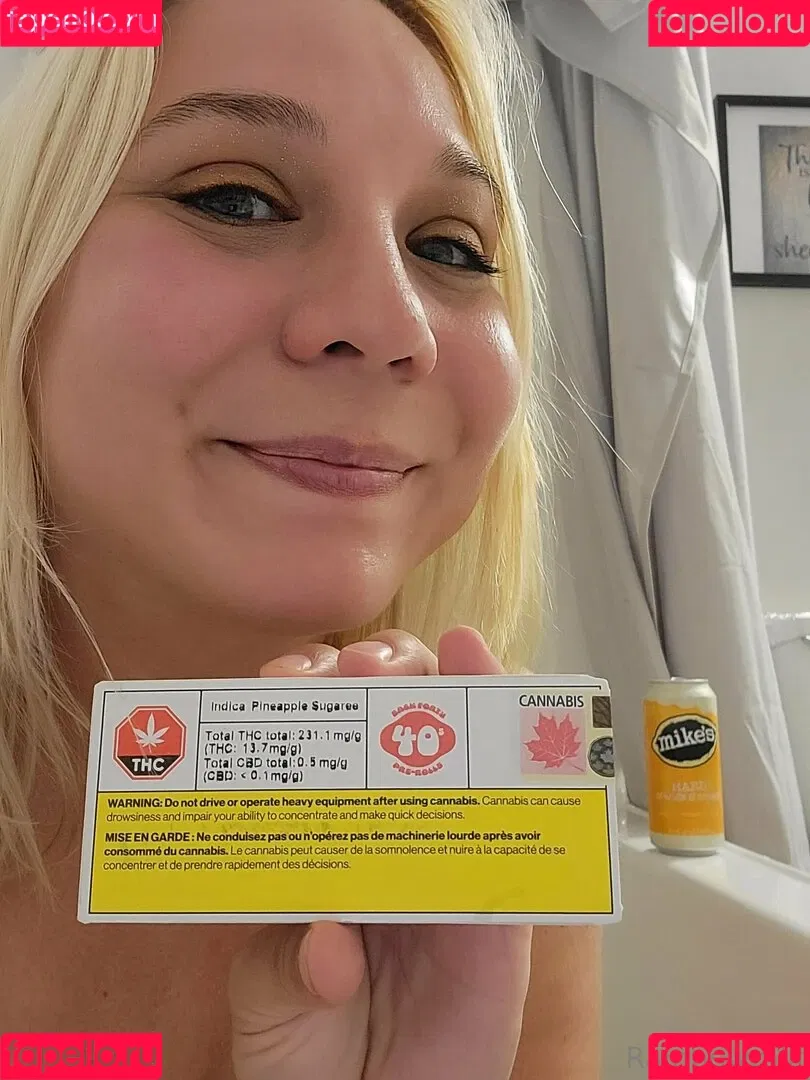 fapello.ru
fapello.ru
Indica Pineapple Sugaree
Total THC total: 231.1 mg/g
(THC: 13.7mg/g)
Total CBD total: 0.5 mg/g
(CBD: < 0.1mg/g)
THC
BACK FORTY
40s
PRE-ROLLS
CANNABIS
WARNING: Do not drive or operate heavy equipment after using cannabis. Cannabis can cause
drowsiness and impair your ability to concentrate and make quick decisions.
MISE EN GARDE : Ne conduisez pas ou n'opérez pas de machinerie lourde après avoir
consommé du cannabis. Le cannabis peut causer de la somnolence et nuire à la capacité de se
concentrer et de prendre rapidement des décisions.
mike's
HARD
fapello.ru
fapello.ru